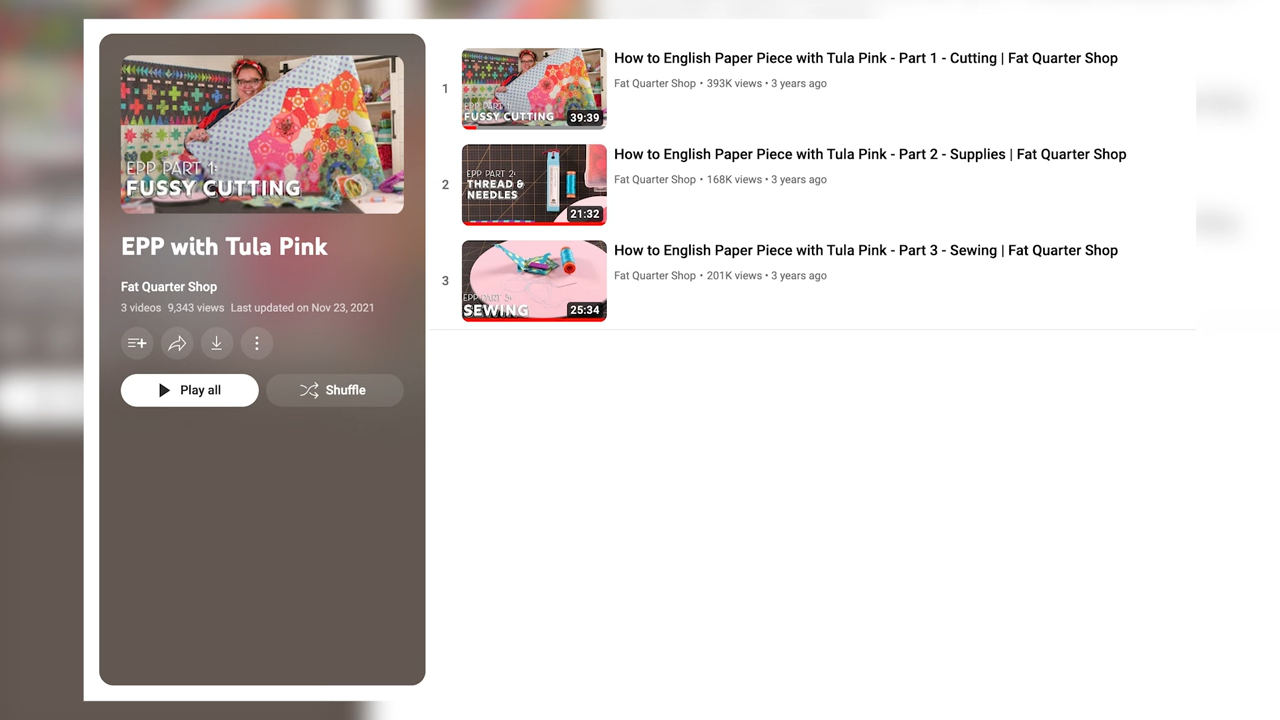 EPP PART 1:
FUSSY CUTTING
EPP with Tula Pink
Fat Quarter Shop
3 videos 9,343 views Last updated on Nov 23, 2021
Play all
Shuffle
1
EPP PART 1:
FUSSY CUTTING
39:39
How to English Paper Piece with Tula Pink - Part 1 - Cutting | Fat Quarter Shop
Fat Quarter Shop • 393K views • 3 years ago
2
EPP PART 2:
THREAD &
NEEDLES
21:32
How to English Paper Piece with Tula Pink - Part 2 - Supplies | Fat Quarter Shop
Fat Quarter Shop • 168K views • 3 years ago
3
EPP PART 3:
SEWING
25:34
How to English Paper Piece with Tula Pink - Part 3 - Sewing | Fat Quarter Shop
Fat Quarter Shop • 201K views • 3 years ago